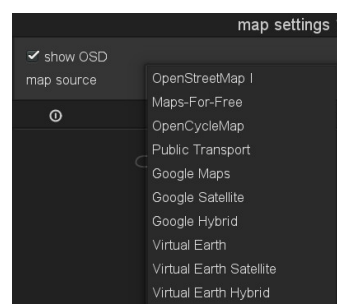 map settings
show OSD
map source
OpenStreetMap I
Maps-For-Free
OpenCycleMap
Public Transport
Google Maps
Google Satellite
Google Hybrid
Virtual Earth
Virtual Earth Satellite
Virtual Earth Hybrid